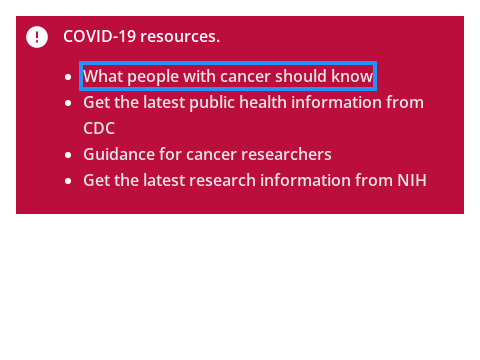 COVID-19 resources.
What people with cancer should know
Get the latest public health information from
CDC
Guidance for cancer researchers
Get the latest research information from NIH